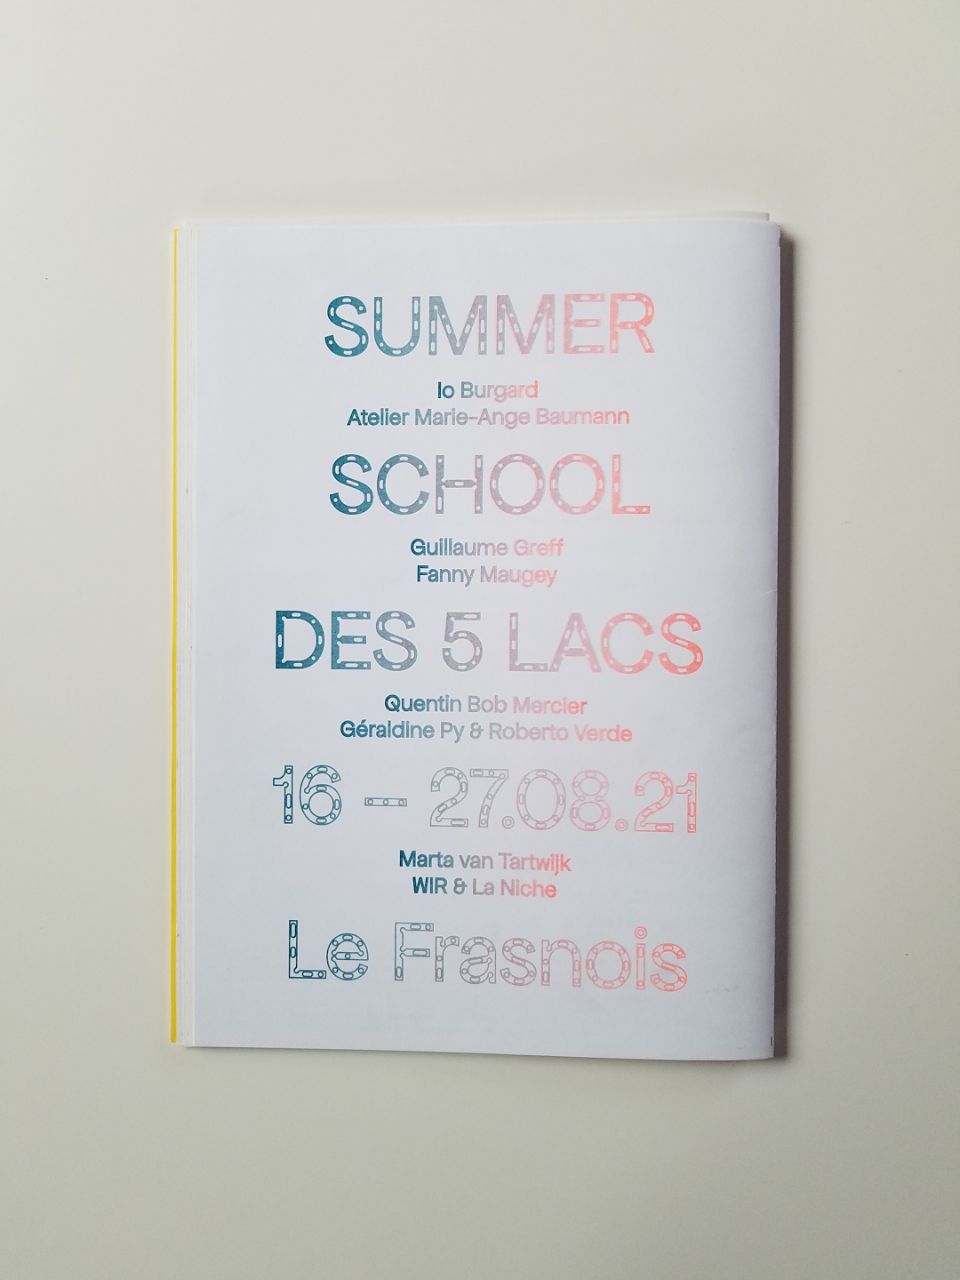 SUMMER
Io Burgard
Atelier Marie-Ange Baumann
SCHOOL
Guillaume Greff
Fanny Maugey
DES 5 LACS
Quentin Bob Mercier
Géraldine Py & Roberto Verde
16 – 27.08.21
Marta van Tartwijk
WIR & La Niche
Le Frasnois